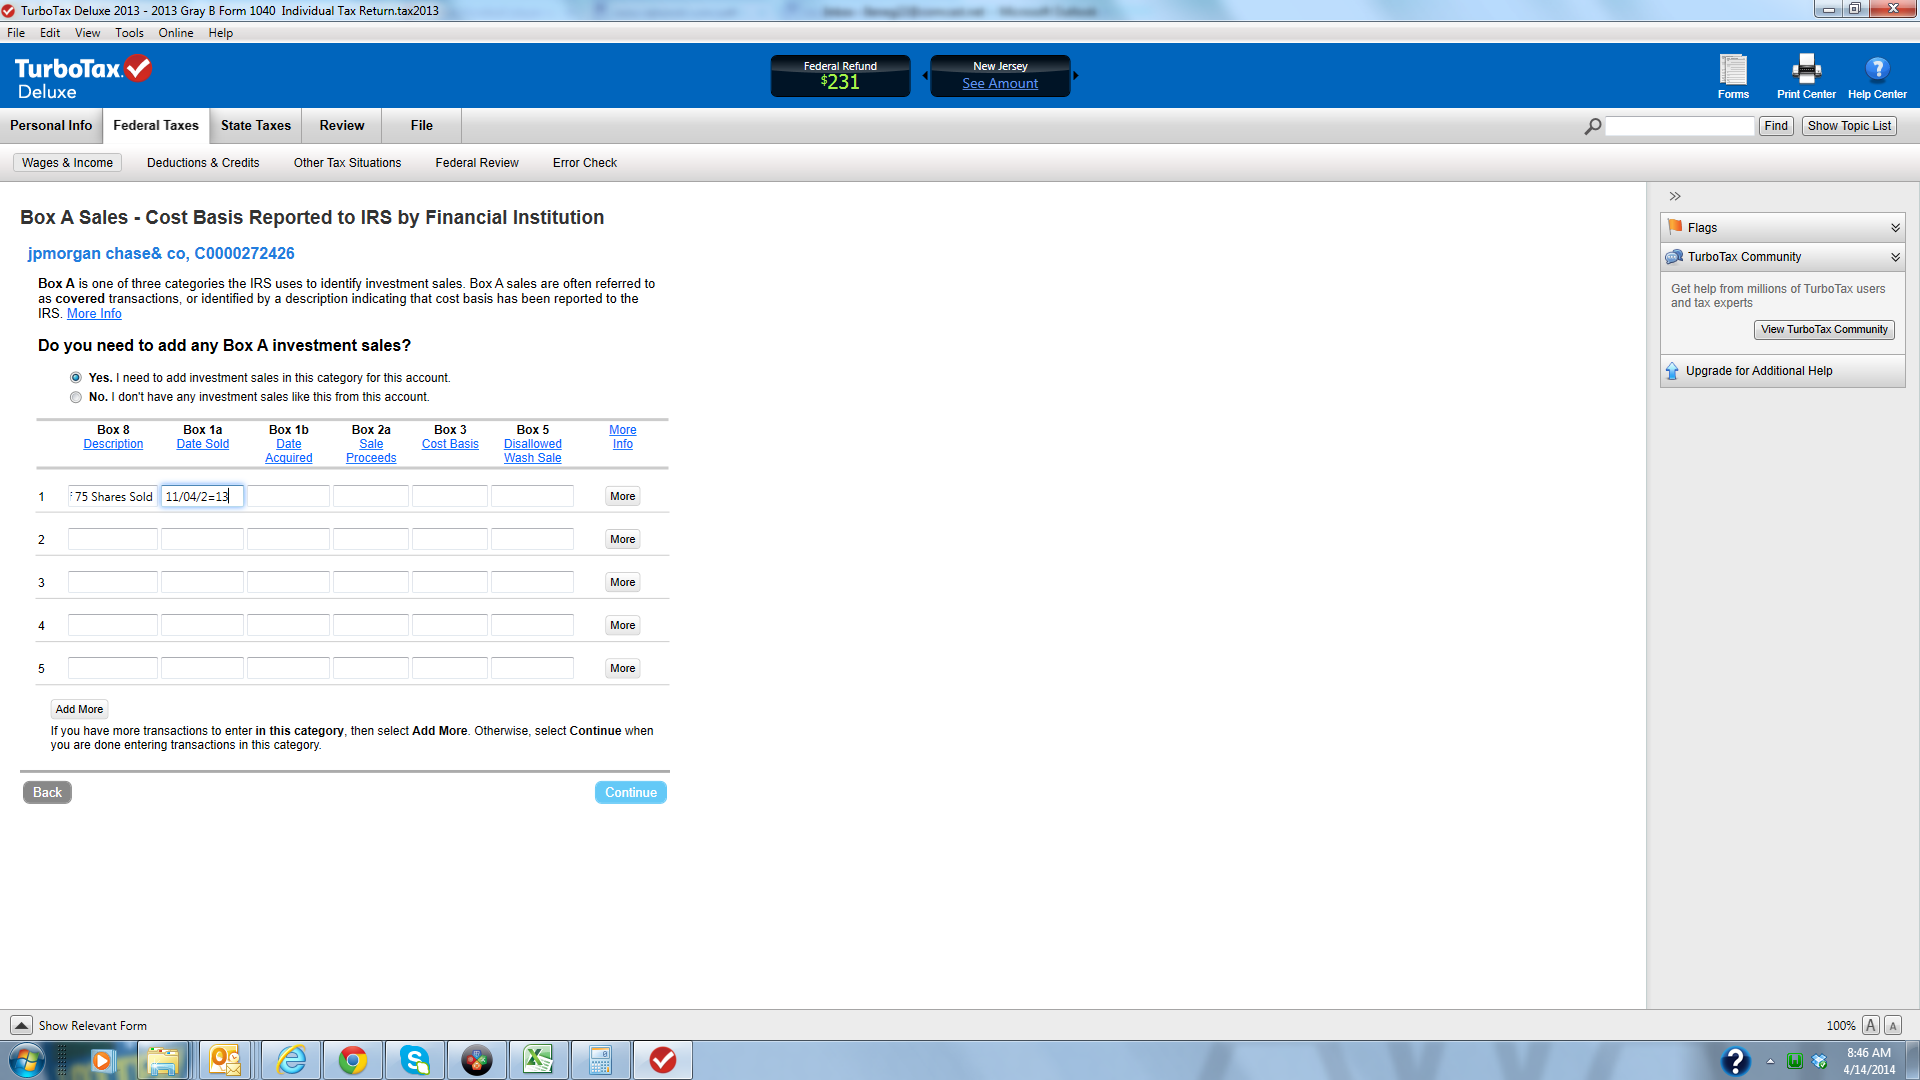 TurboTax Deluxe 2013 - 2013 Gray B Form 1040  Individual Tax Return.tax2013
File Edit View Tools Online Help
TurboTax
Deluxe
Federal Refund
$231
New Jersey
See Amount
Forms
Print Center
Help Center
Personal Info
Federal Taxes
State Taxes
Review
File
Find
Show Topic List
Wages & Income
Deductions & Credits
Other Tax Situations
Federal Review
Error Check
Box A Sales - Cost Basis Reported to IRS by Financial Institution
jpmorgan chase& co, C0000272426
Box A is one of three categories the IRS uses to identify investment sales. Box A sales are often referred to
as covered transactions, or identified by a description indicating that cost basis has been reported to the
IRS. More Info
Do you need to add any Box A investment sales?
Yes. I need to add investment sales in this category for this account.
No. I don't have any investment sales like this from this account.
Box 8
Description
Box 1a
Date Sold
Box 1b
Date
Acquired
Box 2a
Sale
Proceeds
Box 3
Cost Basis
Box 5
Disallowed
Wash Sale
More
Info
1 75 Shares Sold 11/04/2=13 More
2 More
3 More
4 More
5 More
Add More
If you have more transactions to enter in this category, then select Add More. Otherwise, select Continue when
you are done entering transactions in this category.
Back
Continue
Flags
TurboTax Community
Get help from millions of TurboTax users
and tax experts
View TurboTax Community
Upgrade for Additional Help
Show Relevant Form
100% A A
8:46 AM
4/14/2014